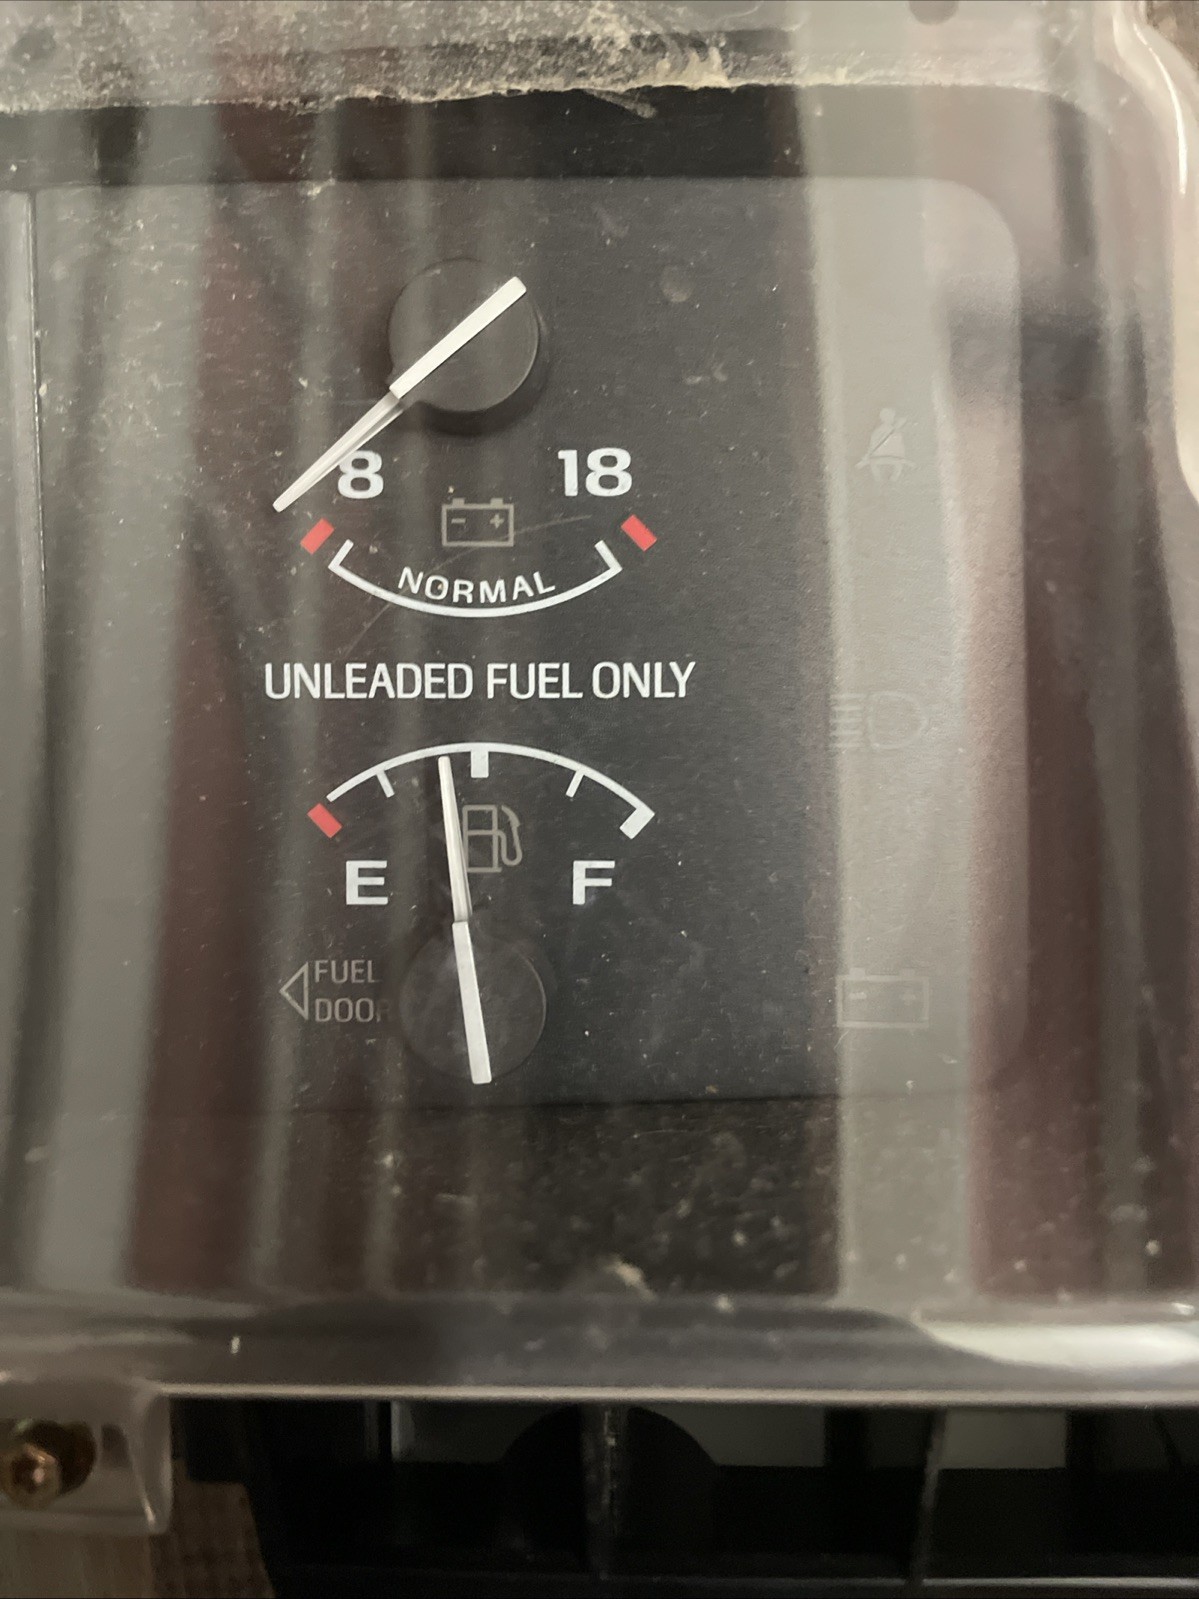 8 18
- +
NORMAL
UNLEADED FUEL ONLY
E F
FUEL
DOOR
- +